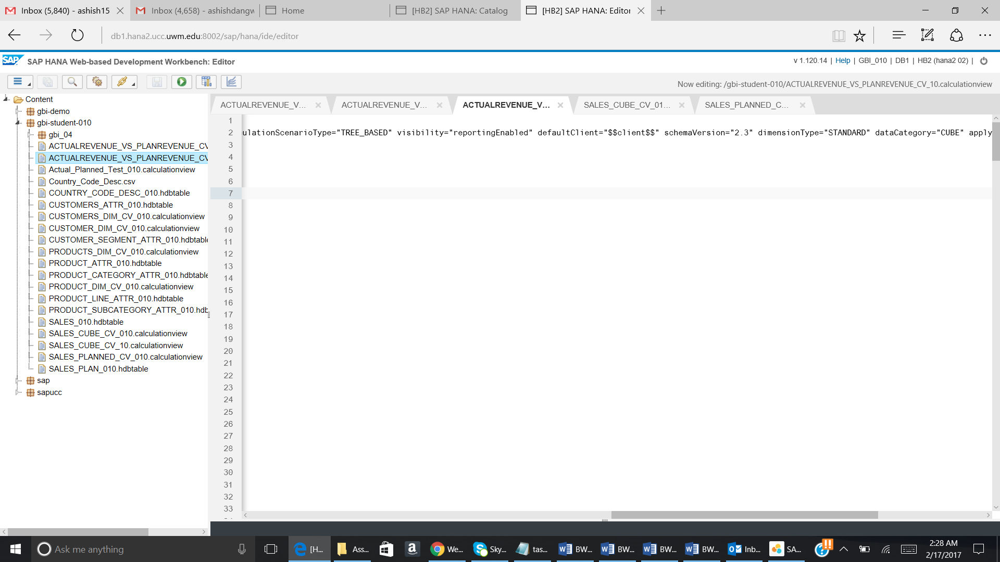 Inbox (5,840) - ashish15
Inbox (4,658) - ashishdangw
Home
[HB2] SAP HANA: Catalog
[HB2] SAP HANA: Editor
db1.hana2.ucc.uwm.edu:8002/sap/hana/ide/editor
SAP SAP HANA Web-based Development Workbench: Editor
v 1.120.14 | Help | GBI_010 | DB1 | HB2 (hana2 02) |
Now editing: /gbi-student-010/ACTUALREVENUE_VS_PLANREVENUE_CV_10.calculationview
Content
gbi-demo
gbi-student-010
gbi_04
ACTUALREVENUE_VS_PLANREVENUE_CV
ACTUALREVENUE_VS_PLANREVENUE_CV
Actual_Planned_Test_010.calculationview
Country_Code_Desc.csv
COUNTRY_CODE_DESC_010.hdbtable
CUSTOMERS_ATTR_010.hdbtable
CUSTOMERS_DIM_CV_010.calculationview
CUSTOMER_DIM_CV_010.calculationview
CUSTOMER_SEGMENT_ATTR_010.hdbtable
PRODUCTS_DIM_CV_010.calculationview
PRODUCT_ATTR_010.hdbtable
PRODUCT_CATEGORY_ATTR_010.hdbtable
PRODUCT_DIM_CV_010.calculationview
PRODUCT_LINE_ATTR_010.hdbtable
PRODUCT_SUBCATEGORY_ATTR_010.hdb
SALES_010.hdbtable
SALES_CUBE_CV_010.calculationview
SALES_CUBE_CV_10.calculationview
SALES_PLANNED_CV_010.calculationview
SALES_PLAN_010.hdbtable
sap
sapucc
ACTUALREVENUE_V...
ACTUALREVENUE_V...
ACTUALREVENUE_V...
SALES_CUBE_CV_01...
SALES_PLANNED_C...
1
2 ulationScenarioType="TREE_BASED" visibility="reportingEnabled" defaultClient="$$client$$" schemaVersion="2.3" dimensionType="STANDARD" dataCategory="CUBE" apply
3
4
5
6
7
8
9
10
11
12
13
14
15
16
17
18
19
20
21
22
23
24
25
26
27
28
29
30
31
32
33
Ask me anything
[H...
Ass...
We...
Sky...
tas...
BW...
BW...
BW...
BW...
Inb...
SA...
2:28 AM
2/17/2017